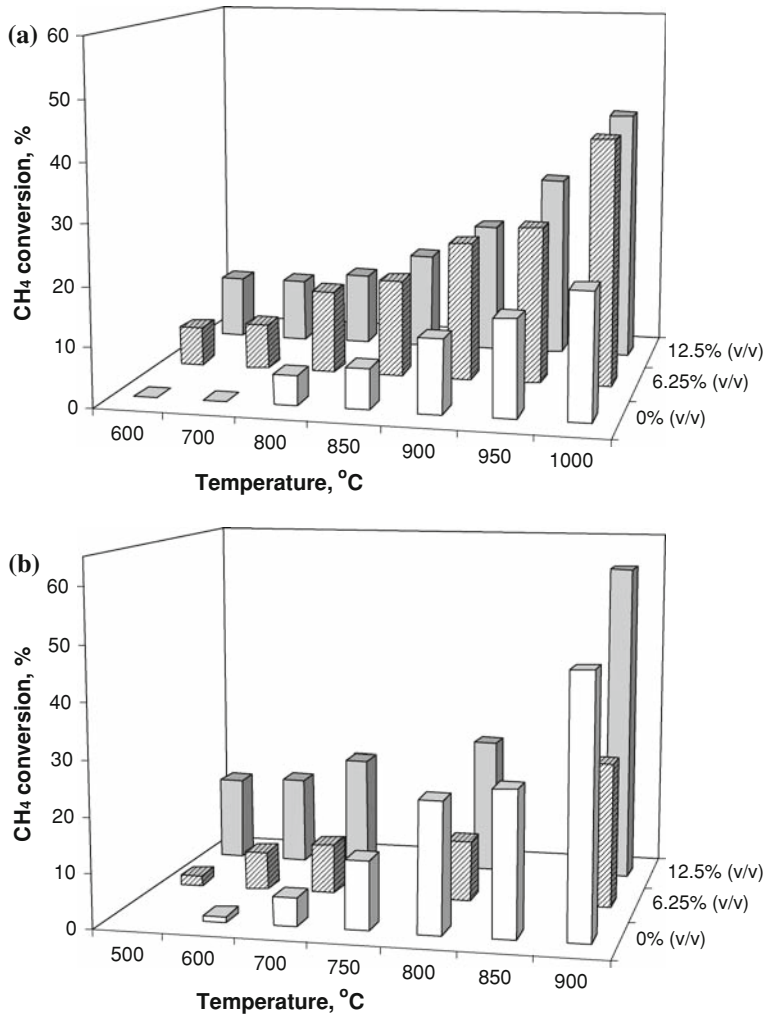 (a)
60
50
40
30
20
10
0
CH₄ conversion, %
600 700 800 850 900 950 1000
Temperature, °C
12.5% (v/v)
6.25% (v/v)
0% (v/v)
(b)
60
50
40
30
20
10
0
CH₄ conversion, %
500 600 700 750 800 850 900
Temperature, °C
12.5% (v/v)
6.25% (v/v)
0% (v/v)